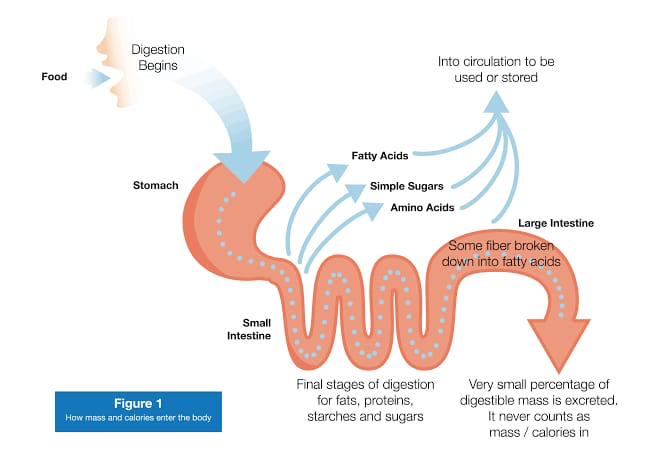 Digestion
Begins
Food
Into circulation to be
used or stored
Fatty Acids
Stomach
Simple Sugars
Amino Acids
Large Intestine
Some fiber broken
down into fatty acids
Small
Intestine
Final stages of digestion
for fats, proteins,
starches and sugars
Very small percentage of
digestible mass is excreted.
It never counts as
mass / calories in
Figure 1
How mass and calories enter the body